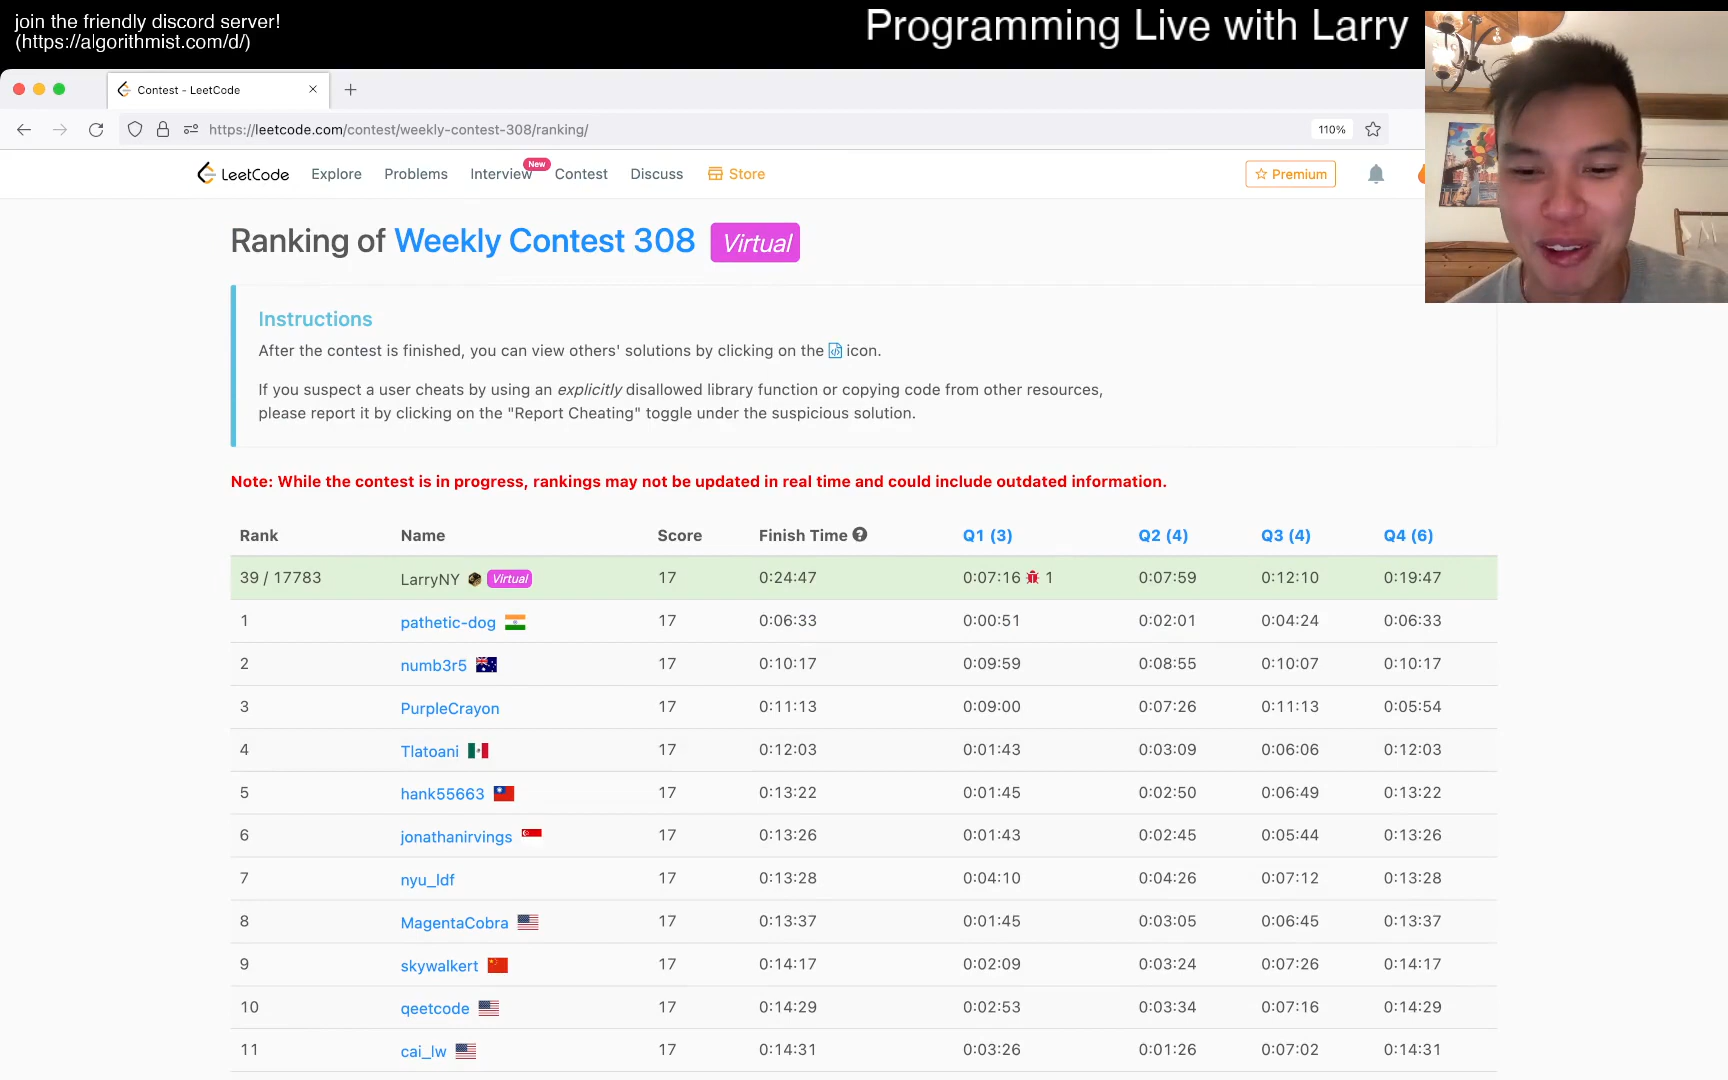 join the friendly discord server!
(https://algorithmist.com/d/)
Programming Live with Larry
Contest - LeetCode
https://leetcode.com/contest/weekly-contest-308/ranking/
110%
LeetCode Explore Problems Interview New Contest Discuss Store Premium
Ranking of Weekly Contest 308 Virtual
Instructions
After the contest is finished, you can view others' solutions by clicking on the icon.
If you suspect a user cheats by using an explicitly disallowed library function or copying code from other resources,
please report it by clicking on the "Report Cheating" toggle under the suspicious solution.
Note: While the contest is in progress, rankings may not be updated in real time and could include outdated information.
Rank Name Score Finish Time Q1 (3) Q2 (4) Q3 (4) Q4 (6)
39 / 17783 LarryNY Virtual 17 0:24:47 0:07:16 1 0:07:59 0:12:10 0:19:47
1 pathetic-dog 17 0:06:33 0:00:51 0:02:01 0:04:24 0:06:33
2 numb3r5 17 0:10:17 0:09:59 0:08:55 0:10:07 0:10:17
3 PurpleCrayon 17 0:11:13 0:09:00 0:07:26 0:11:13 0:05:54
4 Tlatoani 17 0:12:03 0:01:43 0:03:09 0:06:06 0:12:03
5 hank55663 17 0:13:22 0:01:45 0:02:50 0:06:49 0:13:22
6 jonathanirvings 17 0:13:26 0:01:43 0:02:45 0:05:44 0:13:26
7 nyu_ldf 17 0:13:28 0:04:10 0:04:26 0:07:12 0:13:28
8 MagentaCobra 17 0:13:37 0:01:45 0:03:05 0:06:45 0:13:37
9 skywalkert 17 0:14:17 0:02:09 0:03:24 0:07:26 0:14:17
10 qeetcode 17 0:14:29 0:02:53 0:03:34 0:07:16 0:14:29
11 cai_lw 17 0:14:31 0:03:26 0:01:26 0:07:02 0:14:31